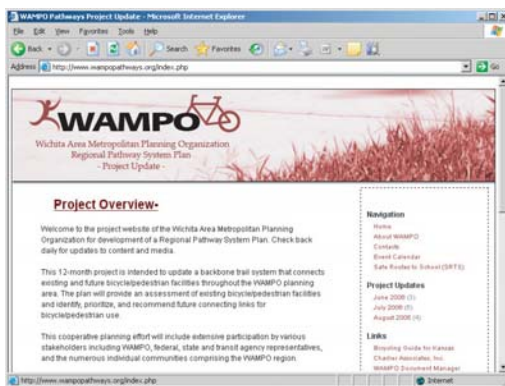 WAMPO Pathways Project Update - Microsoft Internet Explorer
File Edit View Favorites Tools Help
Back Search Favorites
Address http://www.wampopathways.org/index.php Go
WAMPO
Wichita Area Metropolitan Planning Organization
Regional Pathway System Plan
- Project Update -
Project Overview
Welcome to the project website of the Wichita Area Metropolitan Planning
Organization for development of a Regional Pathway System Plan. Check back
daily for updates to content and media.
This 12-month project is intended to update a backbone trail system that connects
existing and future bicycle/pedestrian facilities throughout the WAMPO planning
area. The plan will provide an assessment of existing bicycle/pedestrian facilities
and identify, prioritize, and recommend future connecting links for
bicycle/pedestrian use.
This cooperative planning effort will include extensive participation by various
stakeholders including WAMPO, federal, state and transit agency representatives,
and the numerous individual communities comprising the WAMPO region.
Navigation
Home
About WAMPO
Contacts
Event Calendar
Safe Routes to School (SRTS)
Project Updates
June 2006
July 2006
August 2006
Links
Bicycling Guide for Kansas
Charlier Associates, Inc.
WAMPO Document Manager
http://www.wampopathways.org/index.php Internet